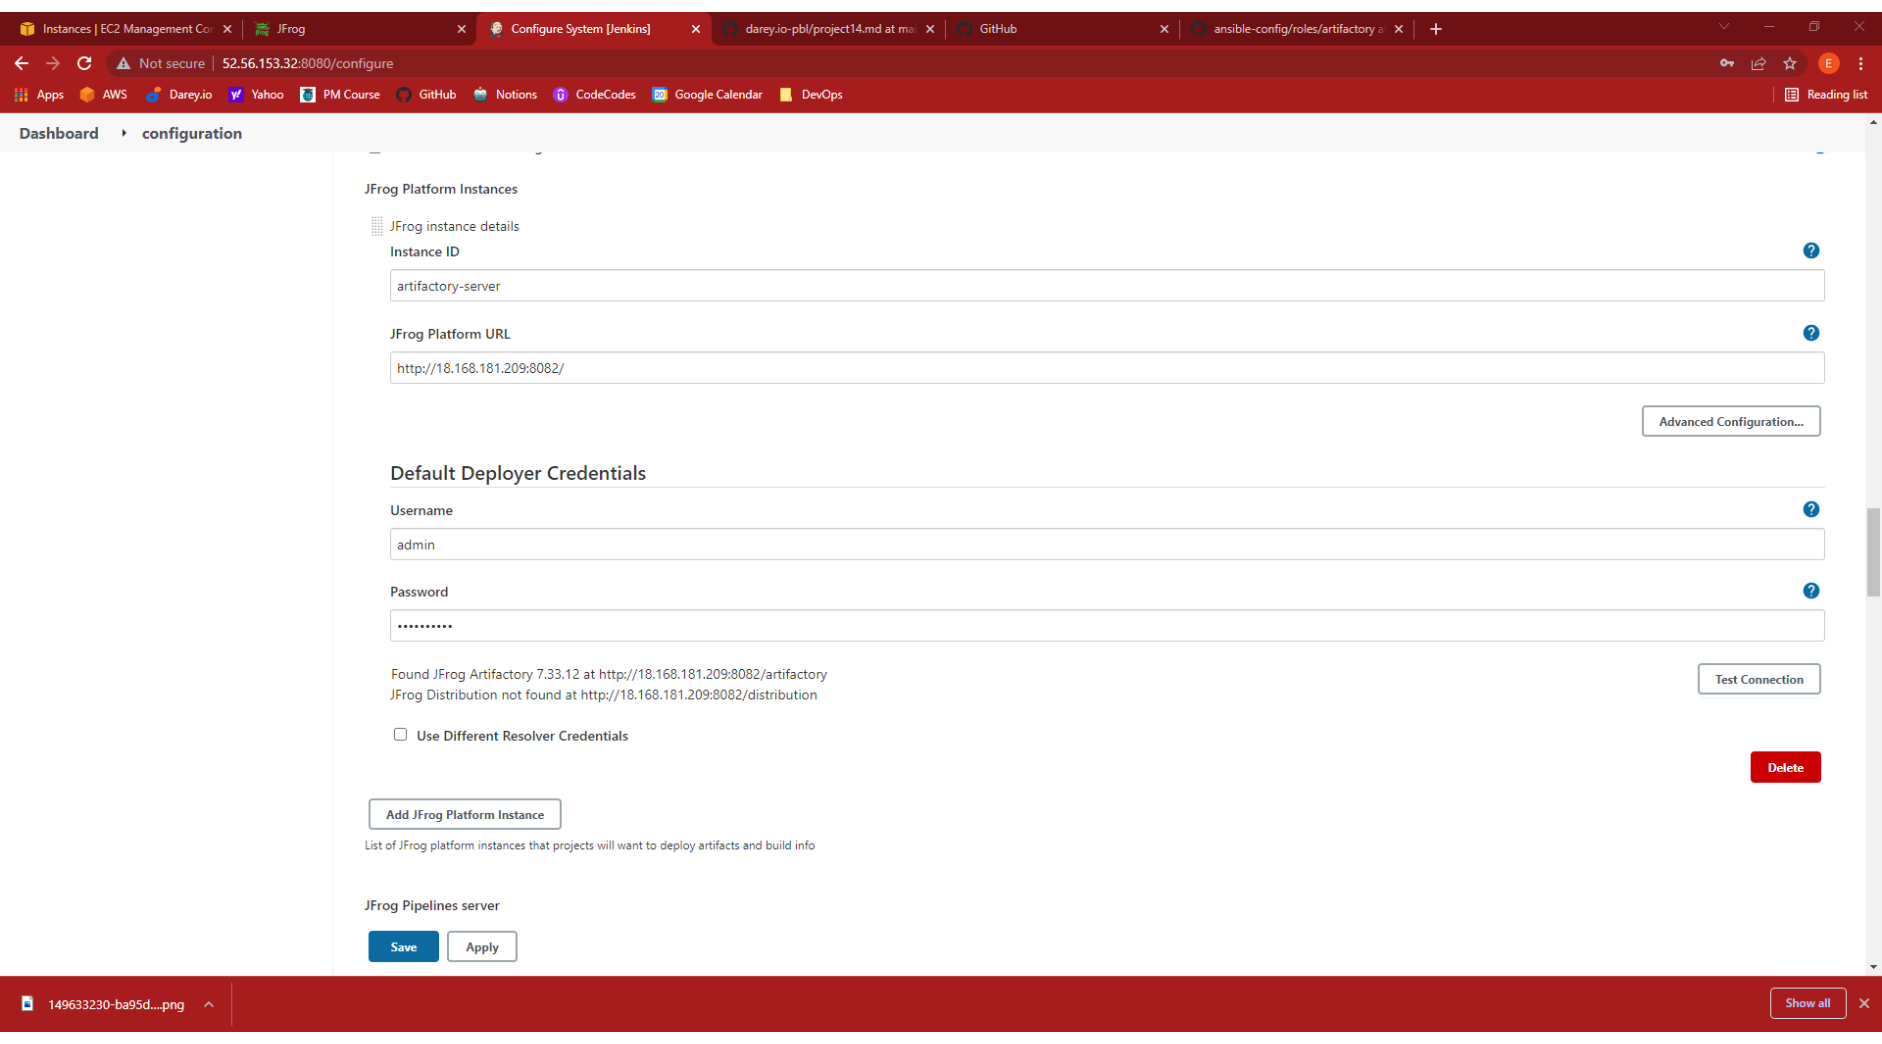 Instances | EC2 Management Cor
JFrog
Configure System [Jenkins]
darey.io-pbl/project14.md at mai
GitHub
ansible-config/roles/artifactory a
Not secure | 52.56.153.32:8080/configure
E
Apps
AWS
Darey.io
Yahoo
PM Course
GitHub
Notions
CodeCodes
Google Calendar
DevOps
Reading list
Dashboard
configuration
JFrog Platform Instances
JFrog instance details
Instance ID
artifactory-server
JFrog Platform URL
http://18.168.181.209:8082/
Advanced Configuration...
Default Deployer Credentials
Username
admin
Password
••••••••••
Found JFrog Artifactory 7.33.12 at http://18.168.181.209:8082/artifactory
JFrog Distribution not found at http://18.168.181.209:8082/distribution
Test Connection
Use Different Resolver Credentials
Delete
Add JFrog Platform Instance
List of JFrog platform instances that projects will want to deploy artifacts and build info
JFrog Pipelines server
Save
Apply
149633230-ba95d....png
Show all